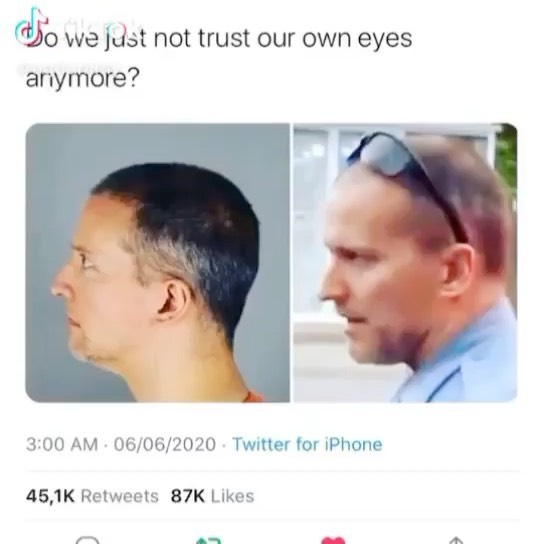 Do we just not trust our own eyes
anymore?
3:00 AM · 06/06/2020 · Twitter for iPhone
45,1K Retweets 87K Likes